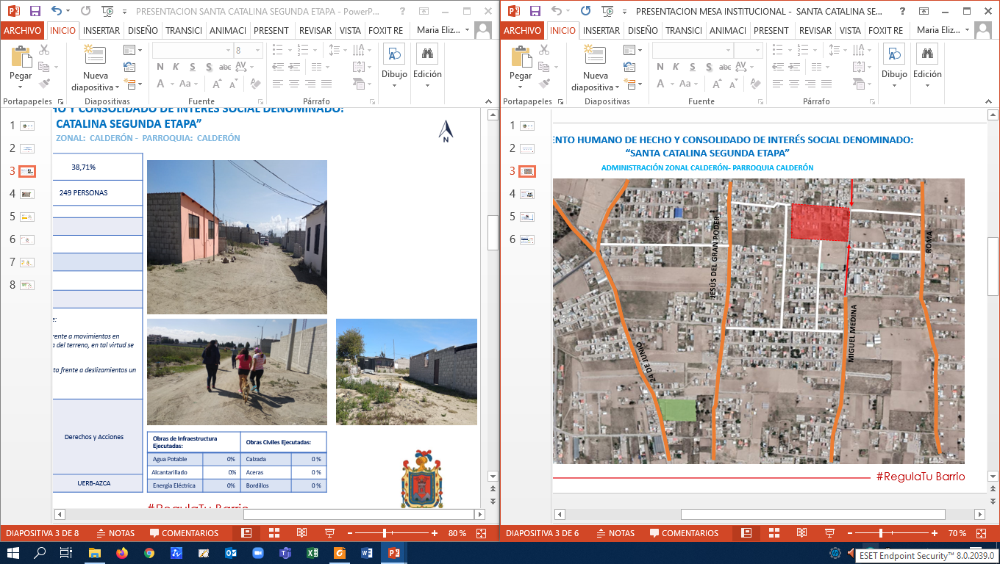 PRESENTACION SANTA CATALINA SEGUNDA ETAPA - PowerP...
ARCHIVO INICIO INSERTAR DISEÑO TRANSICI ANIMACI PRESENT REVISAR VISTA FOXIT RE Maria Eliz...
8
Pegar
Nueva
diapositiva
N K S S abc AV
A Aa A A
Dibujo
Edición
Portapapeles Diapositivas Fuente Párrafo
1
2
3
4
5
6
7
8
HO Y CONSOLIDADO DE INTERÉS SOCIAL DENOMINADO:
CATALINA SEGUNDA ETAPA”
ZONAL: CALDERÓN - PARROQUIA: CALDERÓN
N
38,71%
249 PERSONAS
e:
rente a movimientos en
a del terreno, en tal virtud se
ta frente a deslizamientos un
Derechos y Acciones
UERB-AZCA
Obras de Infraestructura
Ejecutadas:
Obras Civiles Ejecutadas:
Agua Potable 0% Calzada 0 %
Alcantarillado 0% Aceras 0 %
Energía Eléctrica 0% Bordillos 0 %
#RegulaTu Barrio
DIAPOSITIVA 3 DE 8 NOTAS COMENTARIOS 80 %
PRESENTACION MESA INSTITUCIONAL - SANTA CATALINA SE...
ARCHIVO INICIO INSERTAR DISEÑO TRANSICI ANIMACI PRESENT REVISAR VISTA FOXIT RE Maria Eliz...
Pegar
Nueva
diapositiva
N K S S abc AV
A Aa A A
Dibujo
Edición
Portapapeles Diapositivas Fuente Párrafo
1
2
3
4
5
6
ENTO HUMANO DE HECHO Y CONSOLIDADO DE INTERÉS SOCIAL DENOMINADO:
“SANTA CATALINA SEGUNDA ETAPA”
ADMINISTRACIÓN ZONAL CALDERÓN- PARROQUIA CALDERÓN
JESÚS DEL GRAN PODER
ROMA
MIGUEL MEDINA
24 DE JUNIO
#RegulaTu Barrio
DIAPOSITIVA 3 DE 6 NOTAS COMENTARIOS 70 %
ESET Endpoint Security™ 8.0.2039.0